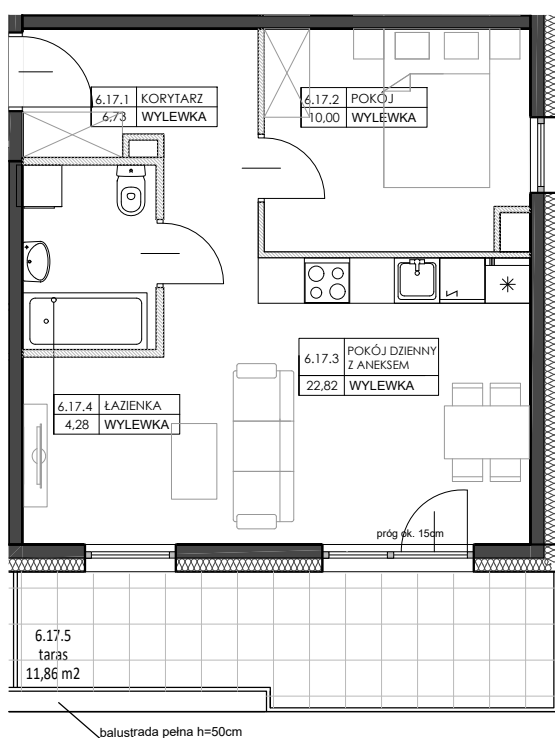 6.17.1 KORYTARZ
6,73 WYLEWKA
6.17.2 POKÓJ
10,00 WYLEWKA
6.17.3 POKÓJ DZIENNY
Z ANEKSEM
22,82 WYLEWKA
6.17.4 ŁAZIENKA
4,28 WYLEWKA
próg ok. 15cm
6.17.5
taras
11,86 m2
balustrada pełna h=50cm